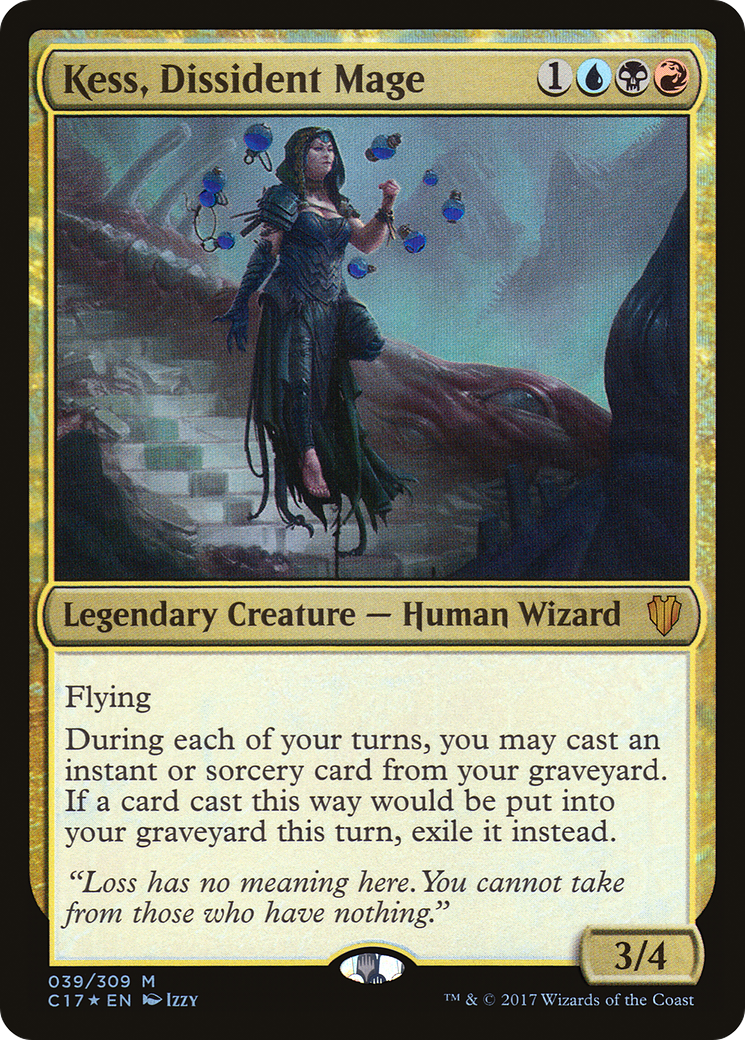 Kess, Dissident Mage 1
Legendary Creature — Human Wizard
Flying
During each of your turns, you may cast an
instant or sorcery card from your graveyard.
If a card cast this way would be put into
your graveyard this turn, exile it instead.
“Loss has no meaning here. You cannot take
from those who have nothing.”
3/4
039/309 M
C17★EN Izzy
™ & © 2017 Wizards of the Coast